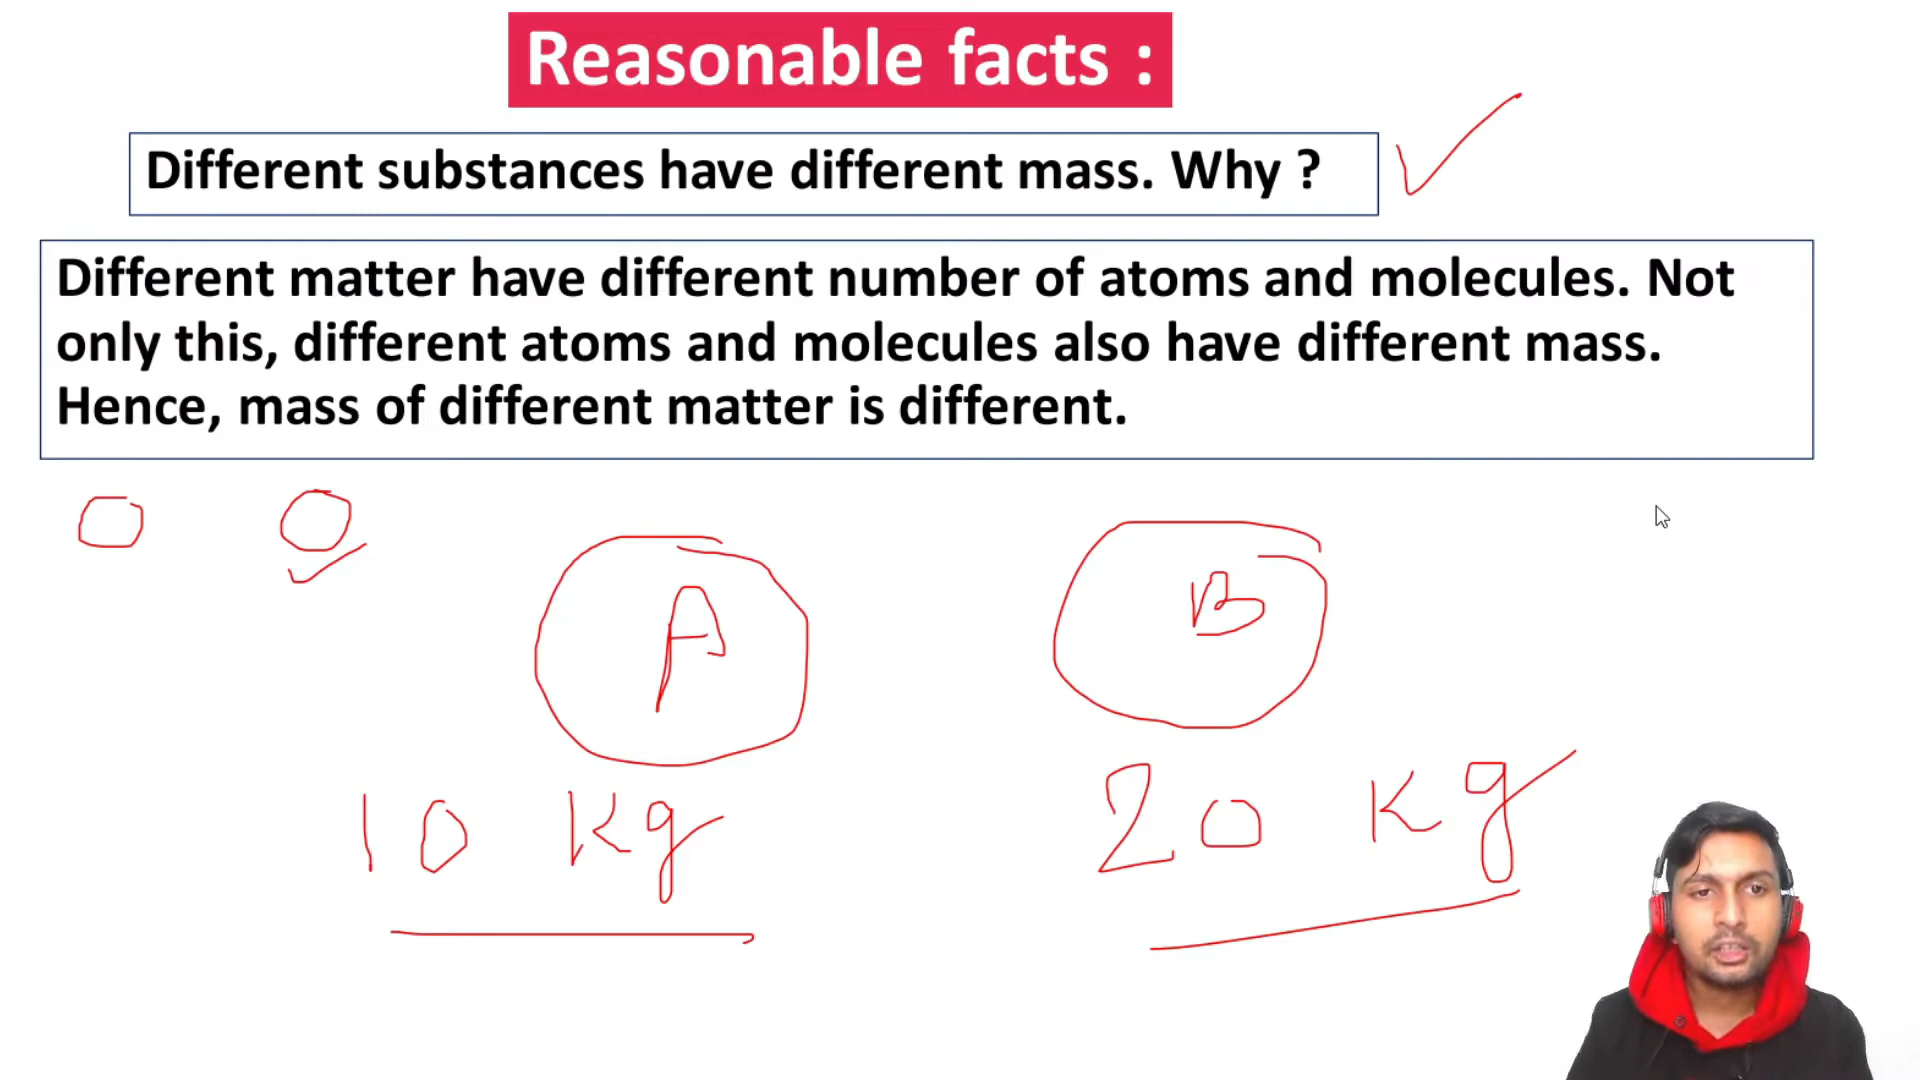 Reasonable facts :
Different substances have different mass. Why ?
Different matter have different number of atoms and molecules. Not
only this, different atoms and molecules also have different mass.
Hence, mass of different matter is different.
A
B
10 Kg
20 Kg